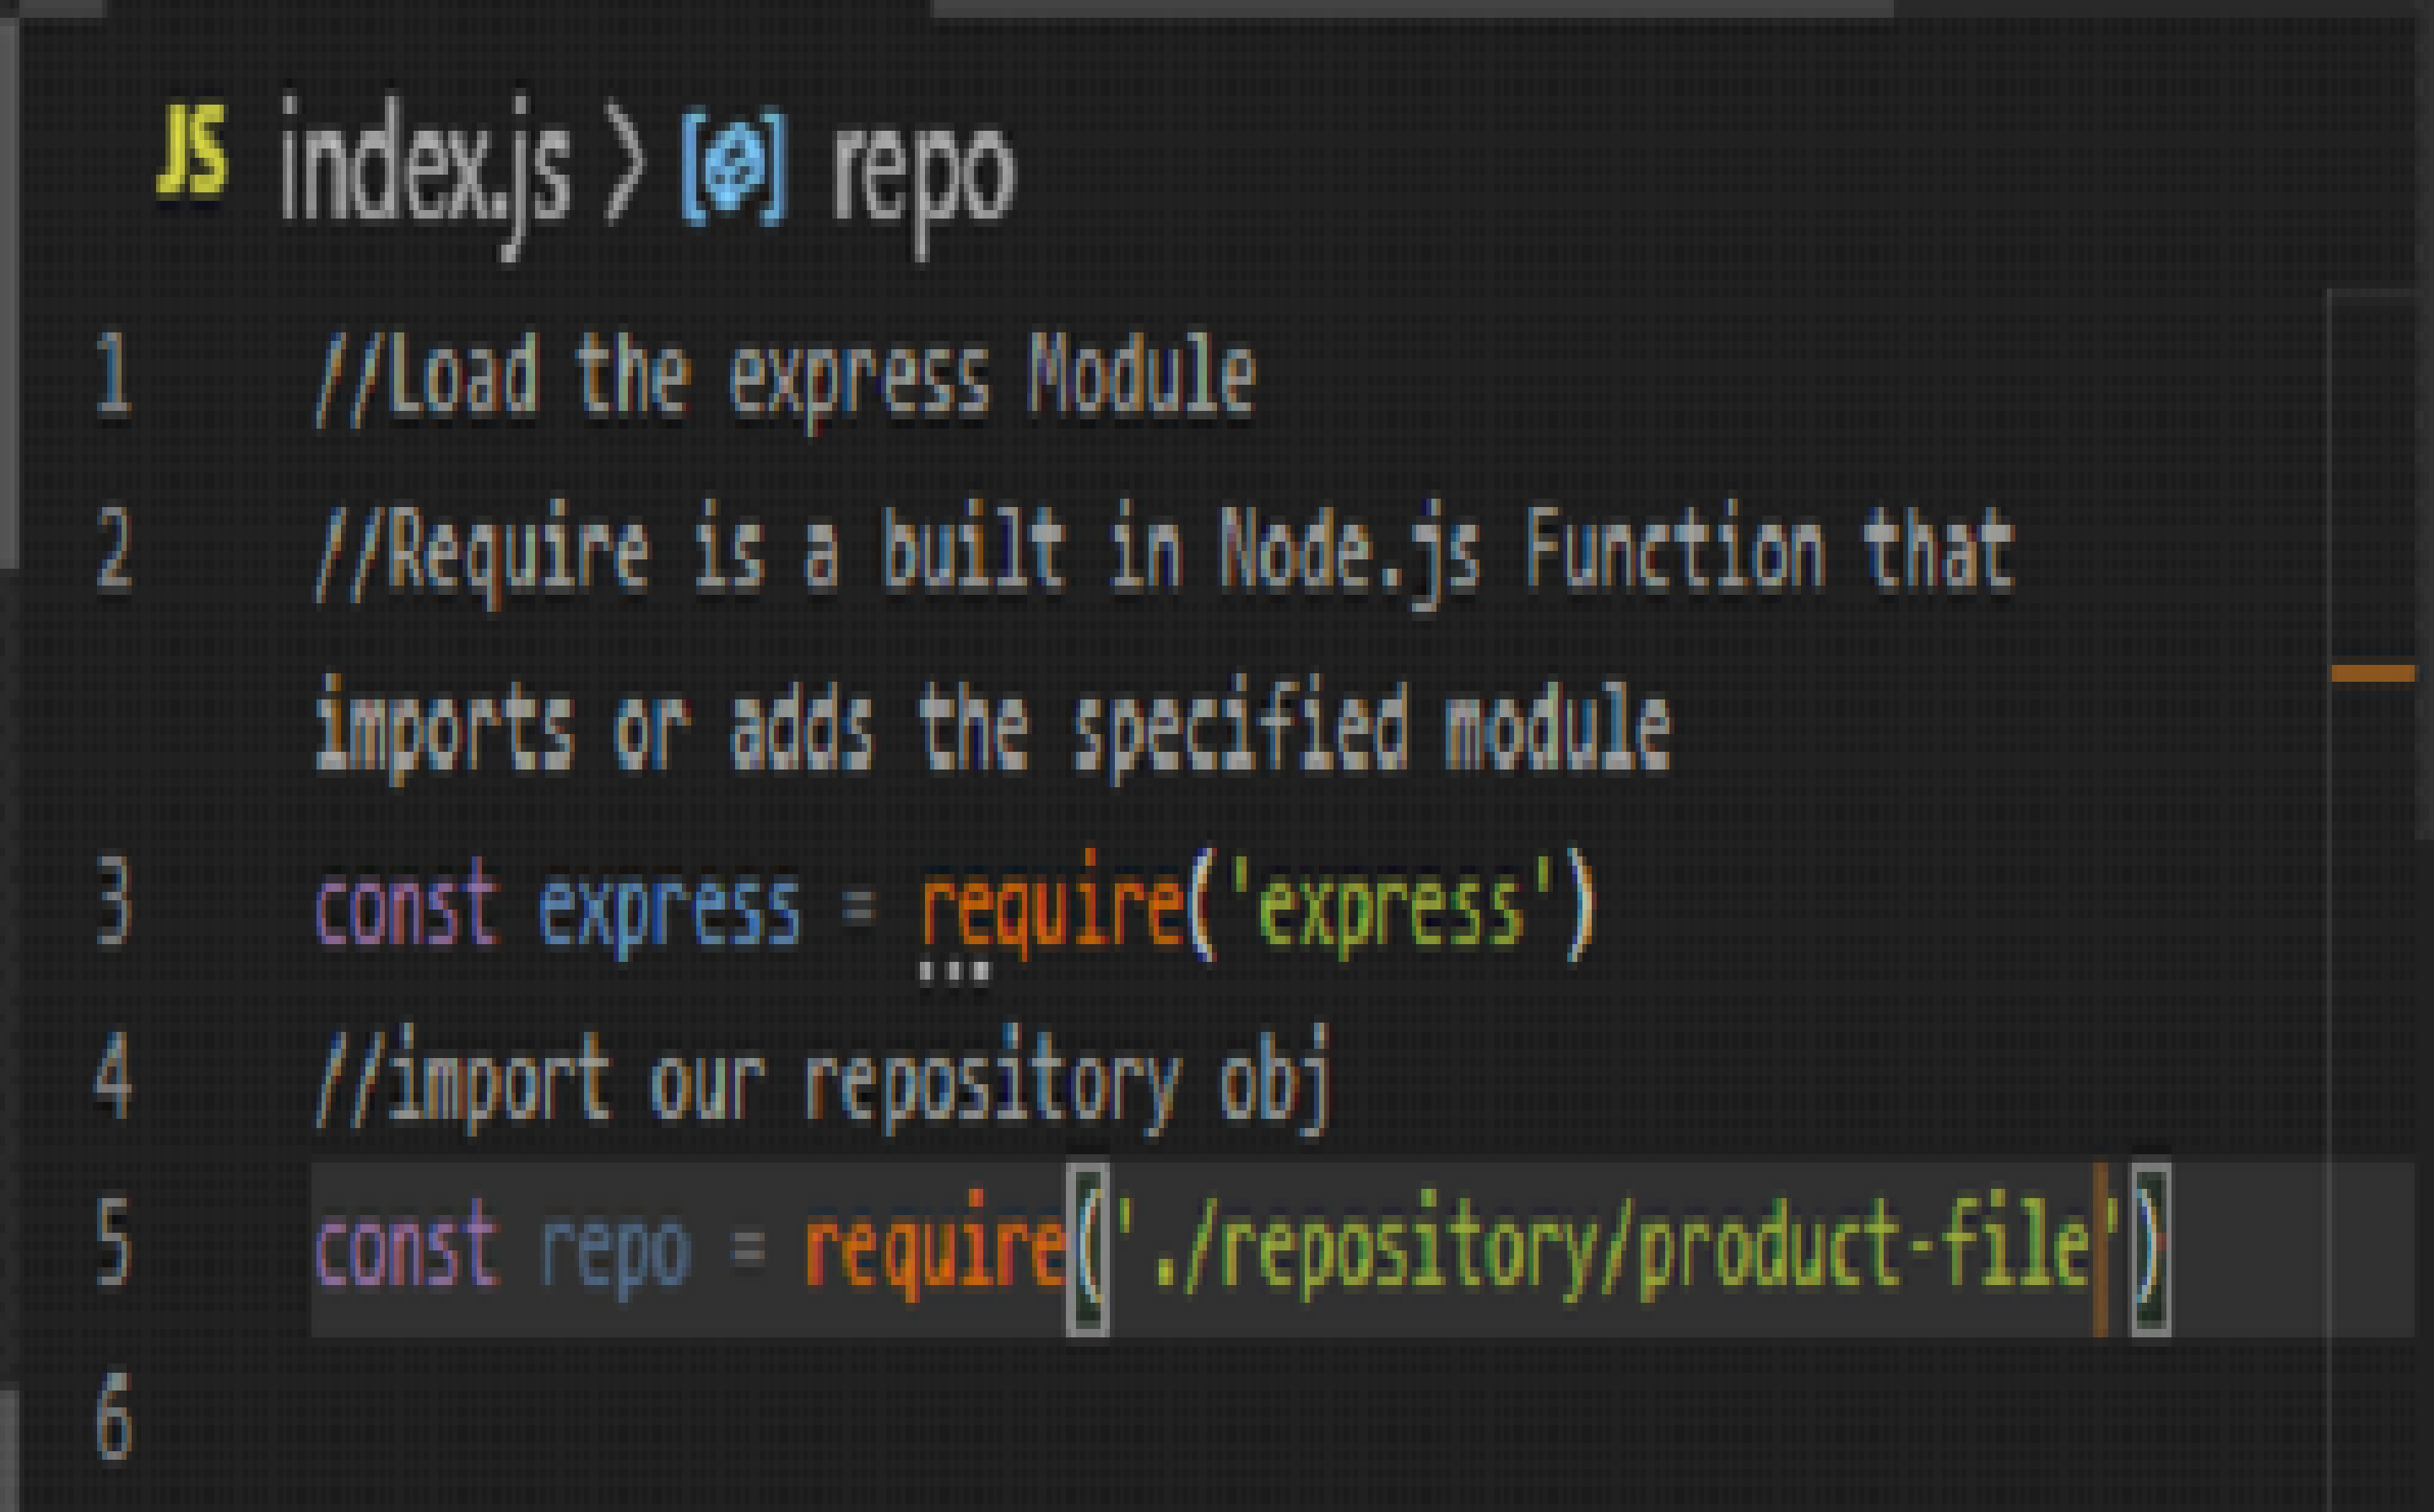 JS index.js > repo
1 //Load the express Module
2 //Require is a built in Node.js Function that
imports or adds the specified module
3 const express = require('express')
4 //import our repository obj
5 const repo = require('./repository/product-file')
6